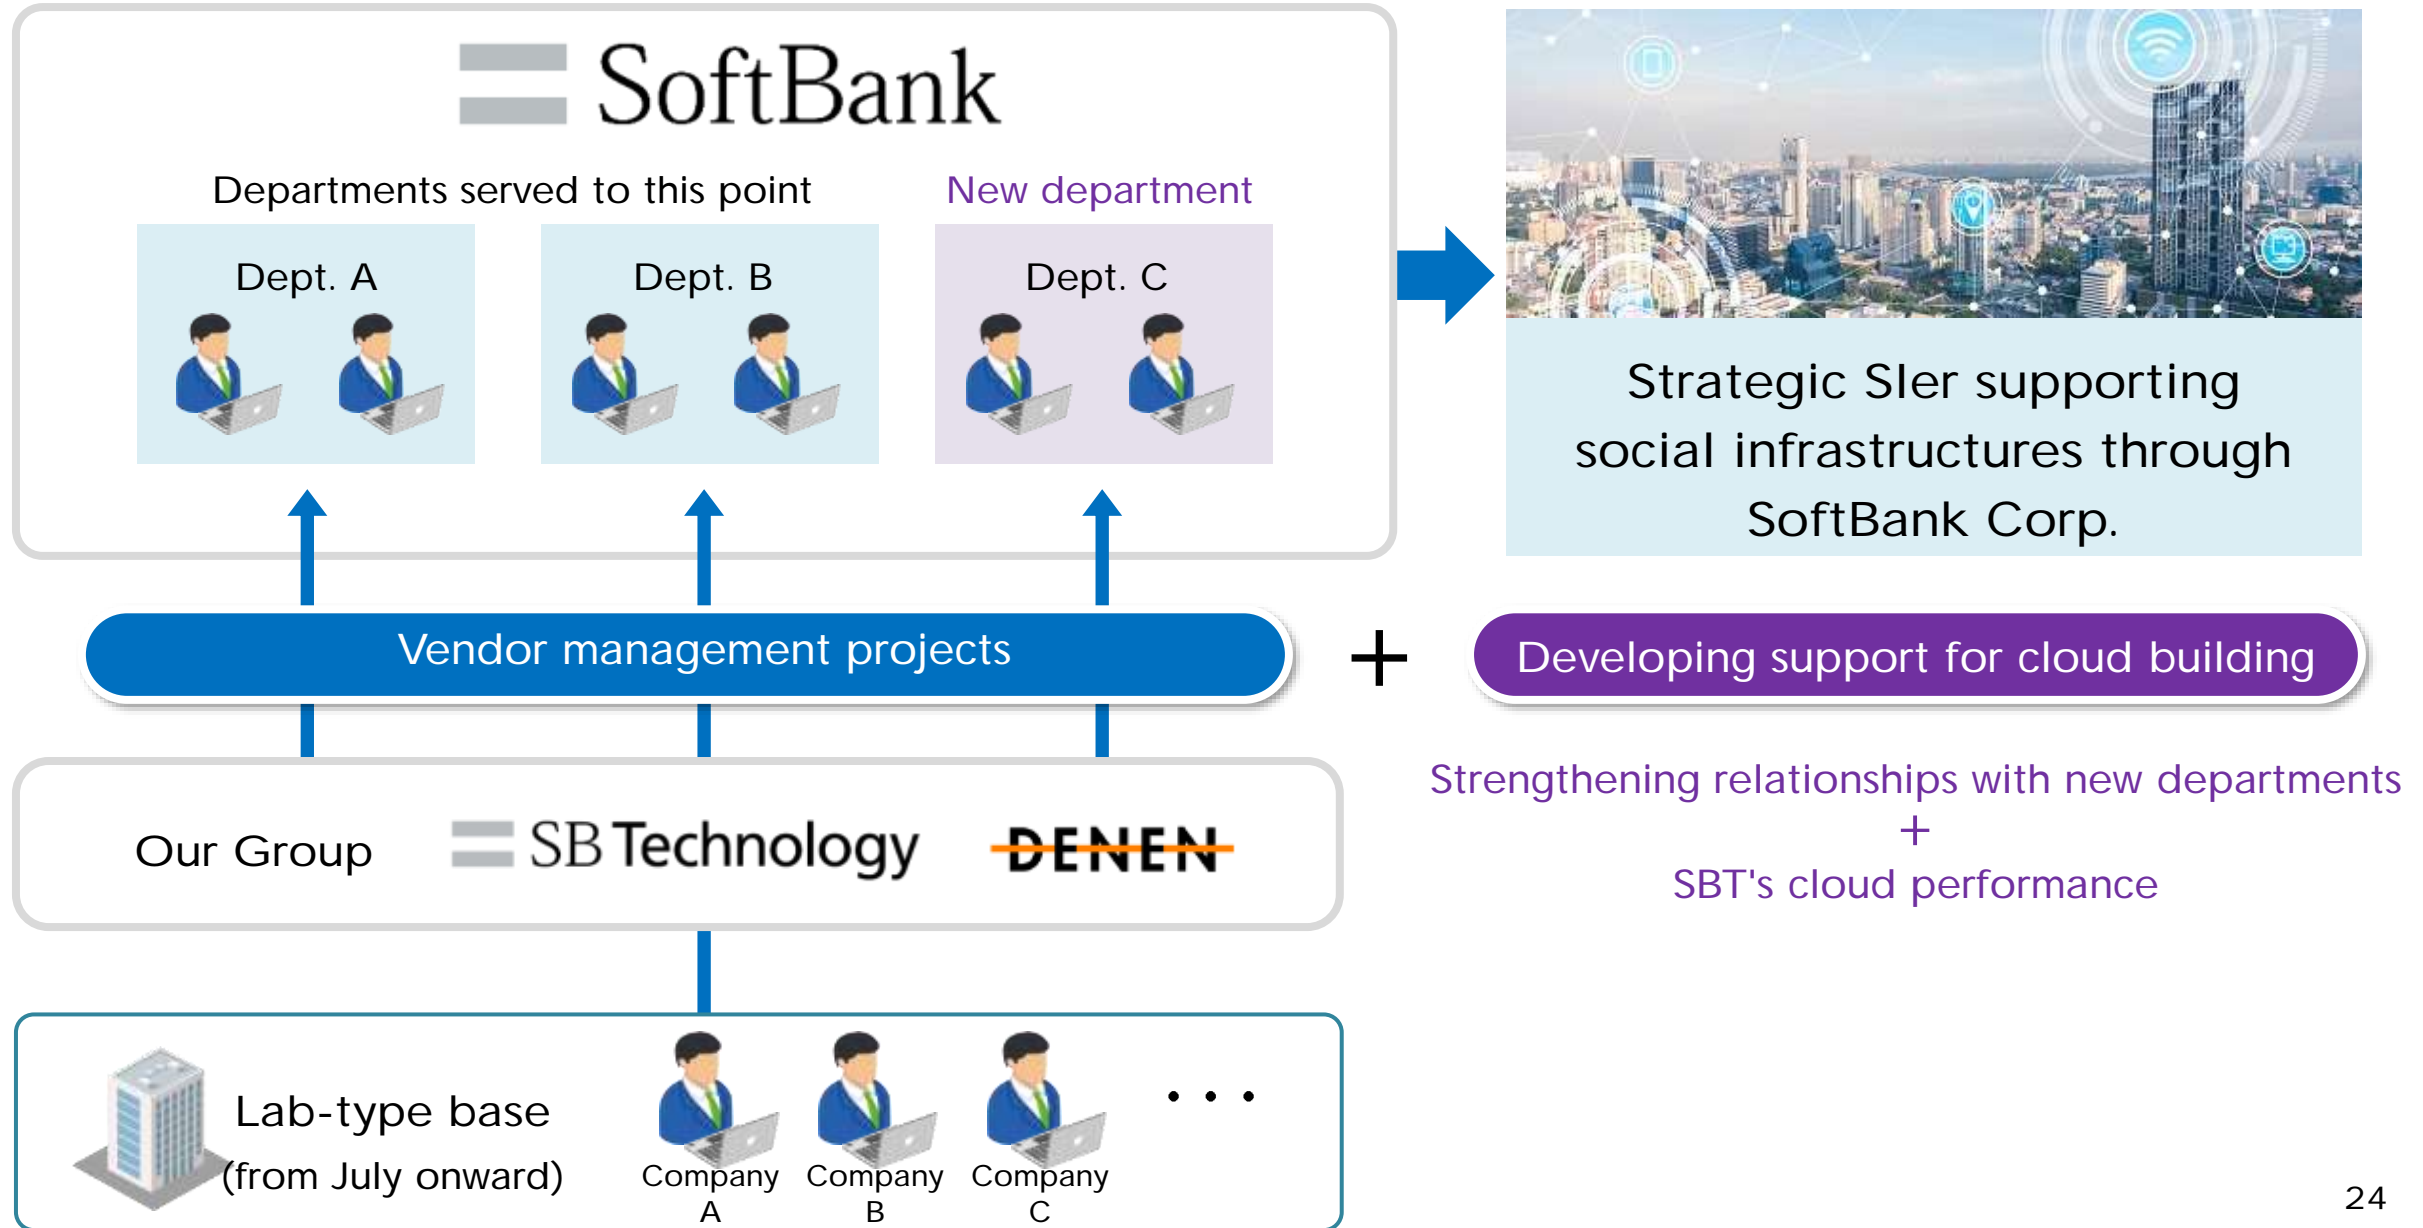 SoftBank
Departments served to this point
New department
Dept. A
Dept. B
Dept. C
Strategic SIer supporting
social infrastructures through
SoftBank Corp.
Vendor management projects
+
Developing support for cloud building
Strengthening relationships with new departments
+
SBT's cloud performance
Our Group
SB Technology
DENEN
Lab-type base
(from July onward)
Company
A
Company
B
Company
C
・・・
24